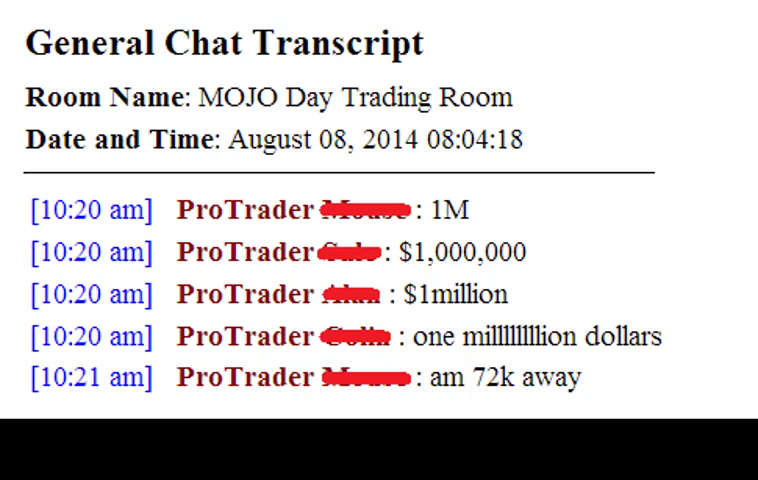 General Chat Transcript
Room Name: MOJO Day Trading Room
Date and Time: August 08, 2014 08:04:18
[10:20 am] ProTrader : 1M
[10:20 am] ProTrader : $1,000,000
[10:20 am] ProTrader : $1million
[10:20 am] ProTrader : one milllllllllion dollars
[10:21 am] ProTrader : am 72k away